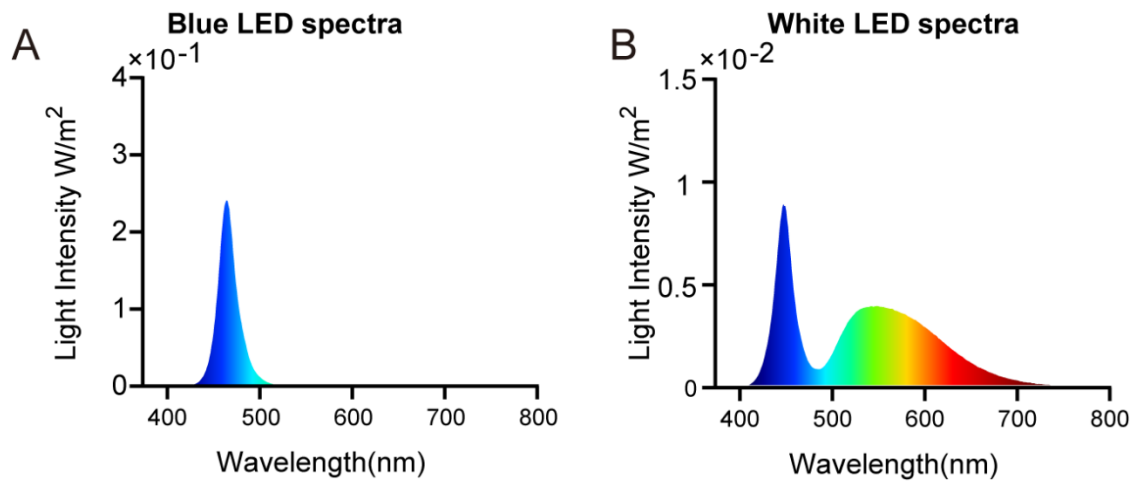 A
Blue LED spectra
×10⁻¹
4
3
2
1
0
Light Intensity W/m²
400 500 600 700 800
Wavelength(nm)
B
White LED spectra
×10⁻²
1.5
1
0.5
0
Light Intensity W/m²
400 500 600 700 800
Wavelength(nm)